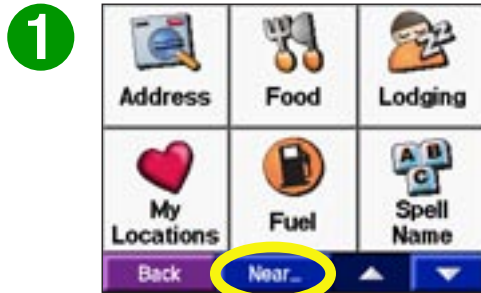 1
Address Food Lodging
My Locations Fuel Spell Name
A B C
Back Near...